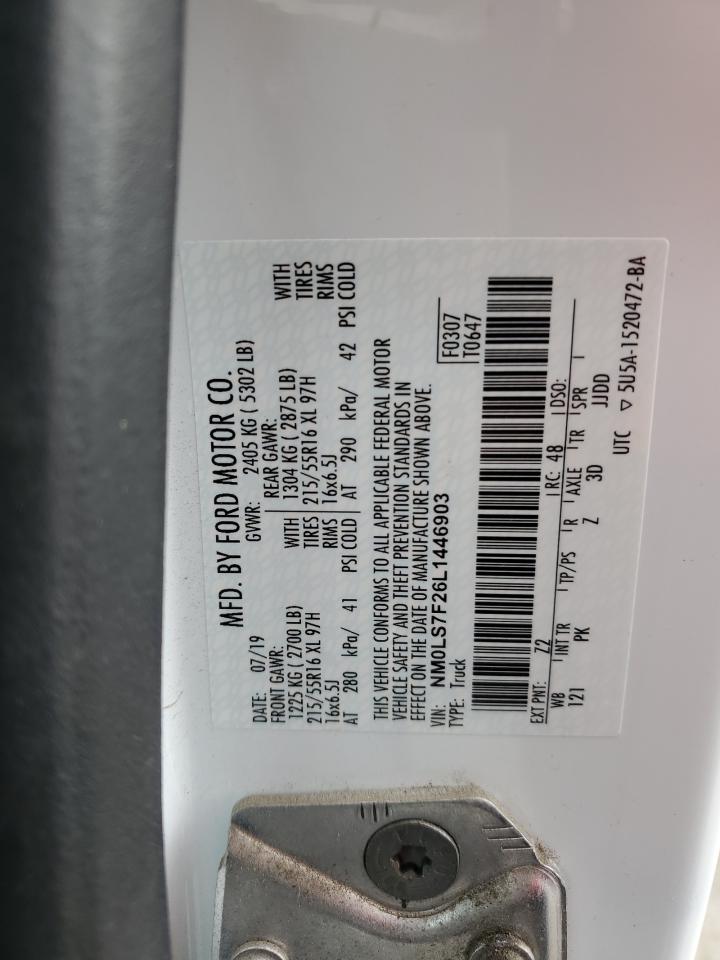 MFD. BY FORD MOTOR CO.
DATE: 07/19 GVWR: 2405 KG ( 5302 LB)
FRONT GAWR: REAR GAWR:
1225 KG ( 2700 LB) WITH 1304 KG ( 2875 LB) WITH
215/55R16 XL 97H TIRES 215/55R16 XL 97H TIRES
16x6.5J RIMS 16x6.5J RIMS
AT 280 kPa/ 41 PSI COLD AT 290 kPa/ 42 PSI COLD
THIS VEHICLE CONFORMS TO ALL APPLICABLE FEDERAL MOTOR
VEHICLE SAFETY AND THEFT PREVENTION STANDARDS IN
EFFECT ON THE DATE OF MANUFACTURE SHOWN ABOVE.
VIN: NM0LS7F26L1446903 F0307
TYPE: Truck T0647
EXT PNT: Z2 RC: 48 DSO:
WB INT TR TP/PS R AXLE TR SPR
121 PK Z 3D JJDD
UTC ▽ 5U5A-1520472-BA